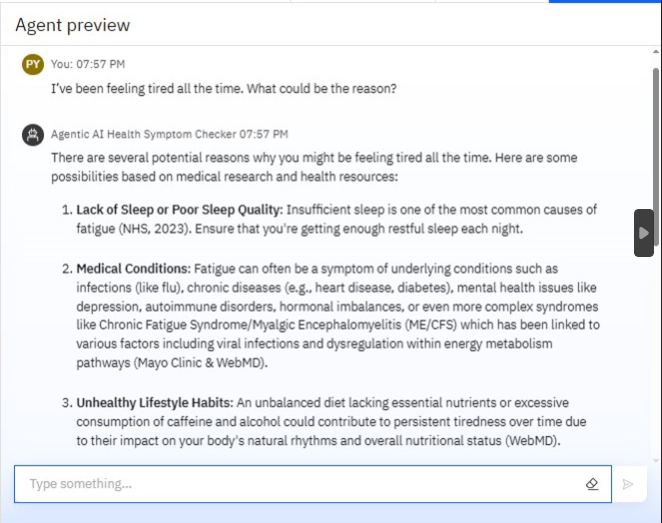 Agent preview
PY You: 07:57 PM
I've been feeling tired all the time. What could be the reason?
Agentic AI Health Symptom Checker 07:57 PM
There are several potential reasons why you might be feeling tired all the time. Here are some
possibilities based on medical research and health resources:
1. Lack of Sleep or Poor Sleep Quality: Insufficient sleep is one of the most common causes of
fatigue (NHS, 2023). Ensure that you're getting enough restful sleep each night.
2. Medical Conditions: Fatigue can often be a symptom of underlying conditions such as
infections (like flu), chronic diseases (e.g., heart disease, diabetes), mental health issues like
depression, autoimmune disorders, hormonal imbalances, or even more complex syndromes
like Chronic Fatigue Syndrome/Myalgic Encephalomyelitis (ME/CFS) which has been linked to
various factors including viral infections and dysregulation within energy metabolism
pathways (Mayo Clinic & WebMD).
3. Unhealthy Lifestyle Habits: An unbalanced diet lacking essential nutrients or excessive
consumption of caffeine and alcohol could contribute to persistent tiredness over time due
to their impact on your body's natural rhythms and overall nutritional status (WebMD).
Type something...